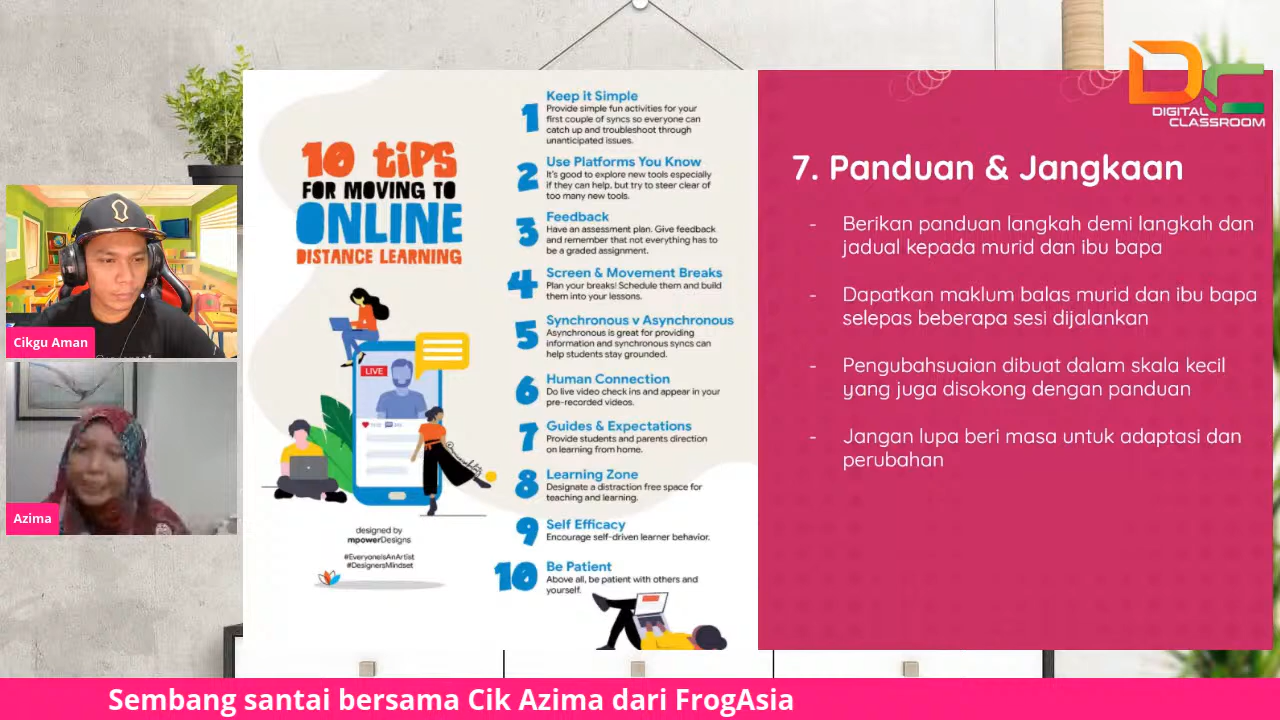 DIGITAL
CLASSROOM
Cikgu Aman
Azima
10 tips
FOR MOVING TO
ONLINE
DISTANCE LEARNING
LIVE
designed by
mpowerDesigns
#EveryoneIsAnArtist
#DesignersMindset
1
Keep it Simple
Provide simple fun activities for your
first couple of syncs so everyone can
catch up and troubleshoot through
unanticipated issues.
2
Use Platforms You Know
It's good to explore new tools especially
if they can help, but try to steer clear of
too many new tools.
3
Feedback
Have an assessment plan. Give feedback
and remember that not everything has to
be a graded assignment.
4
Screen & Movement Breaks
Plan your breaks! Schedule them and build
them into your lessons.
5
Synchronous v Asynchronous
Asynchronous is great for providing
information and synchronous syncs can
help students stay grounded.
6
Human Connection
Do live video check ins and appear in your
pre-recorded videos.
7
Guides & Expectations
Provide students and parents direction
on learning from home.
8
Learning Zone
Designate a distraction free space for
teaching and learning.
9
Self Efficacy
Encourage self-driven learner behavior.
10
Be Patient
Above all, be patient with others and
yourself.
7. Panduan & Jangkaan
- Berikan panduan langkah demi langkah dan
jadual kepada murid dan ibu bapa
- Dapatkan maklum balas murid dan ibu bapa
selepas beberapa sesi dijalankan
- Pengubahsuaian dibuat dalam skala kecil
yang juga disokong dengan panduan
- Jangan lupa beri masa untuk adaptasi dan
perubahan
Sembang santai bersama Cik Azima dari FrogAsia